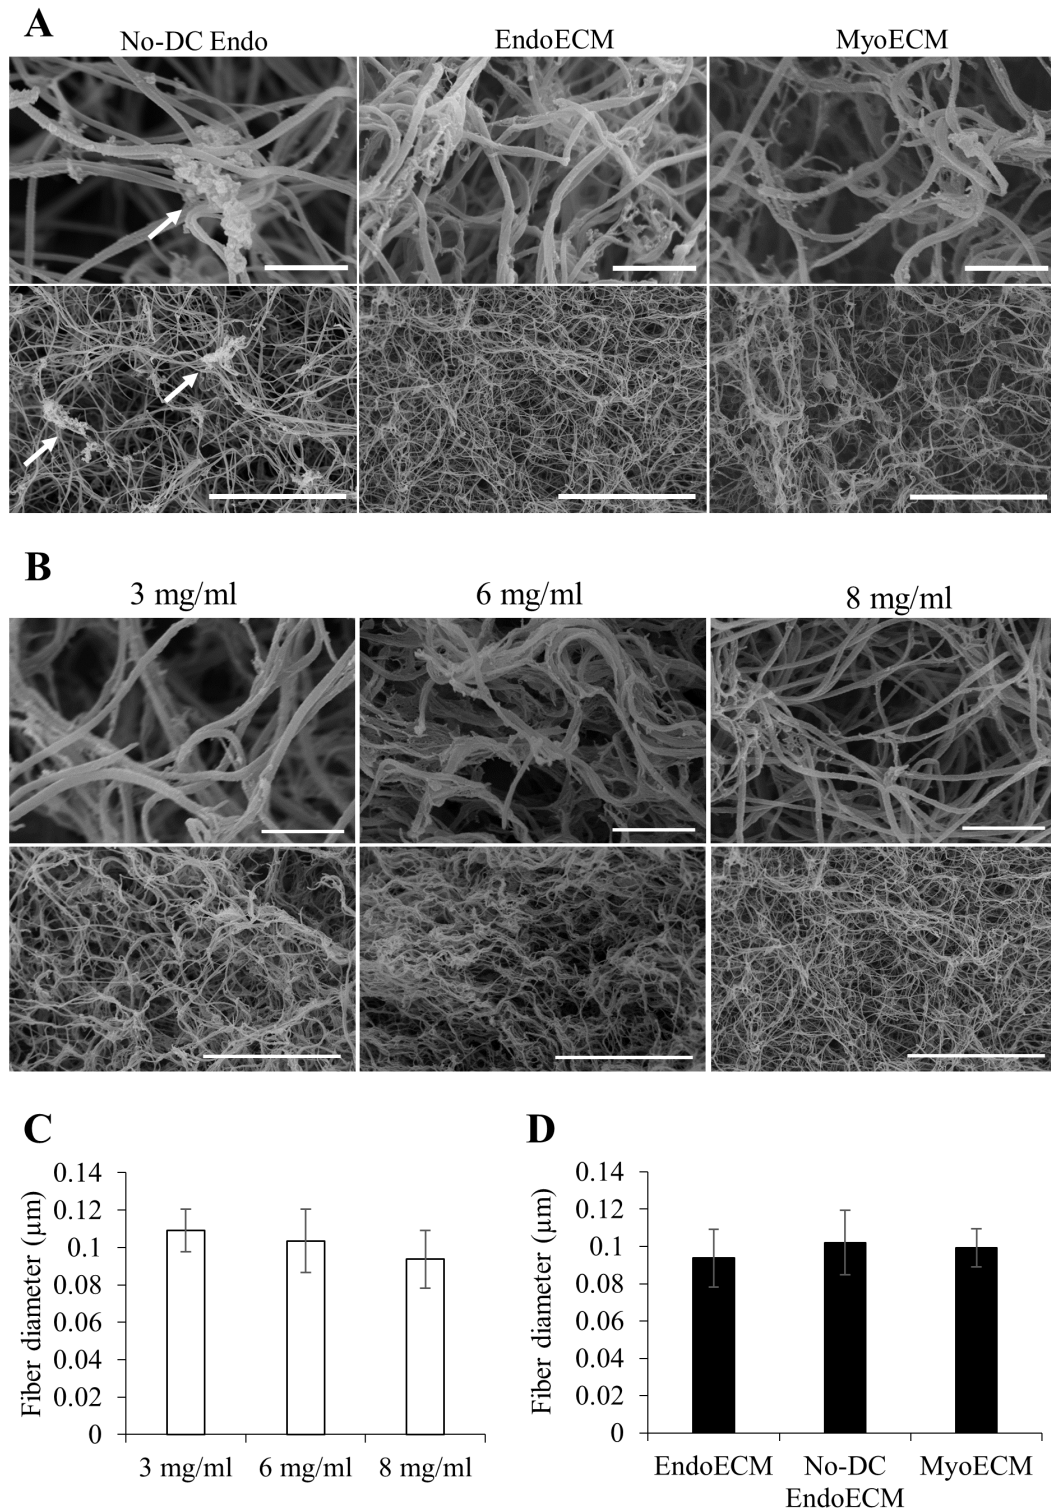 A
No-DC Endo EndoECM MyoECM
B
3 mg/ml 6 mg/ml 8 mg/ml
C
Fiber diameter (µm)
0.14
0.12
0.1
0.08
0.06
0.04
0.02
0
3 mg/ml 6 mg/ml 8 mg/ml
D
Fiber diameter (µm)
0.14
0.12
0.1
0.08
0.06
0.04
0.02
0
EndoECM No-DC MyoECM
EndoECM